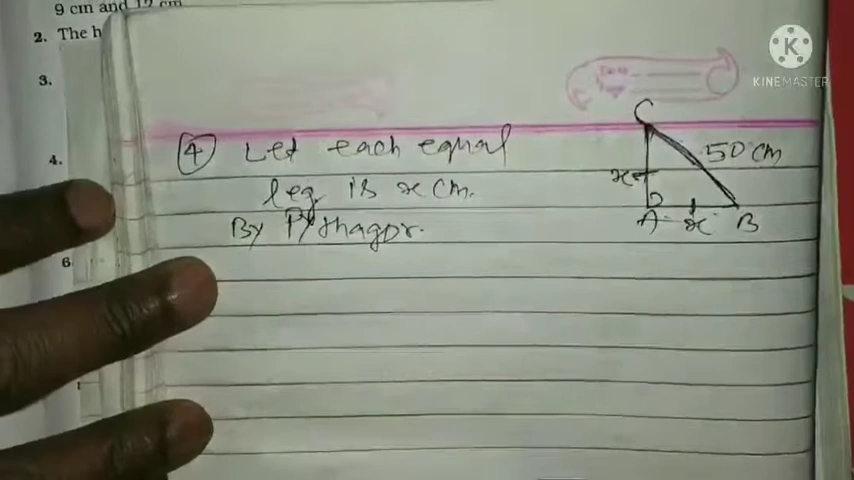 9 cm and 12 cm
2. The h
3.
4.
6.
KINEMASTER
④ Let each equal
leg is x cm.
By Pythagor.
C
50 cm
x
A x B